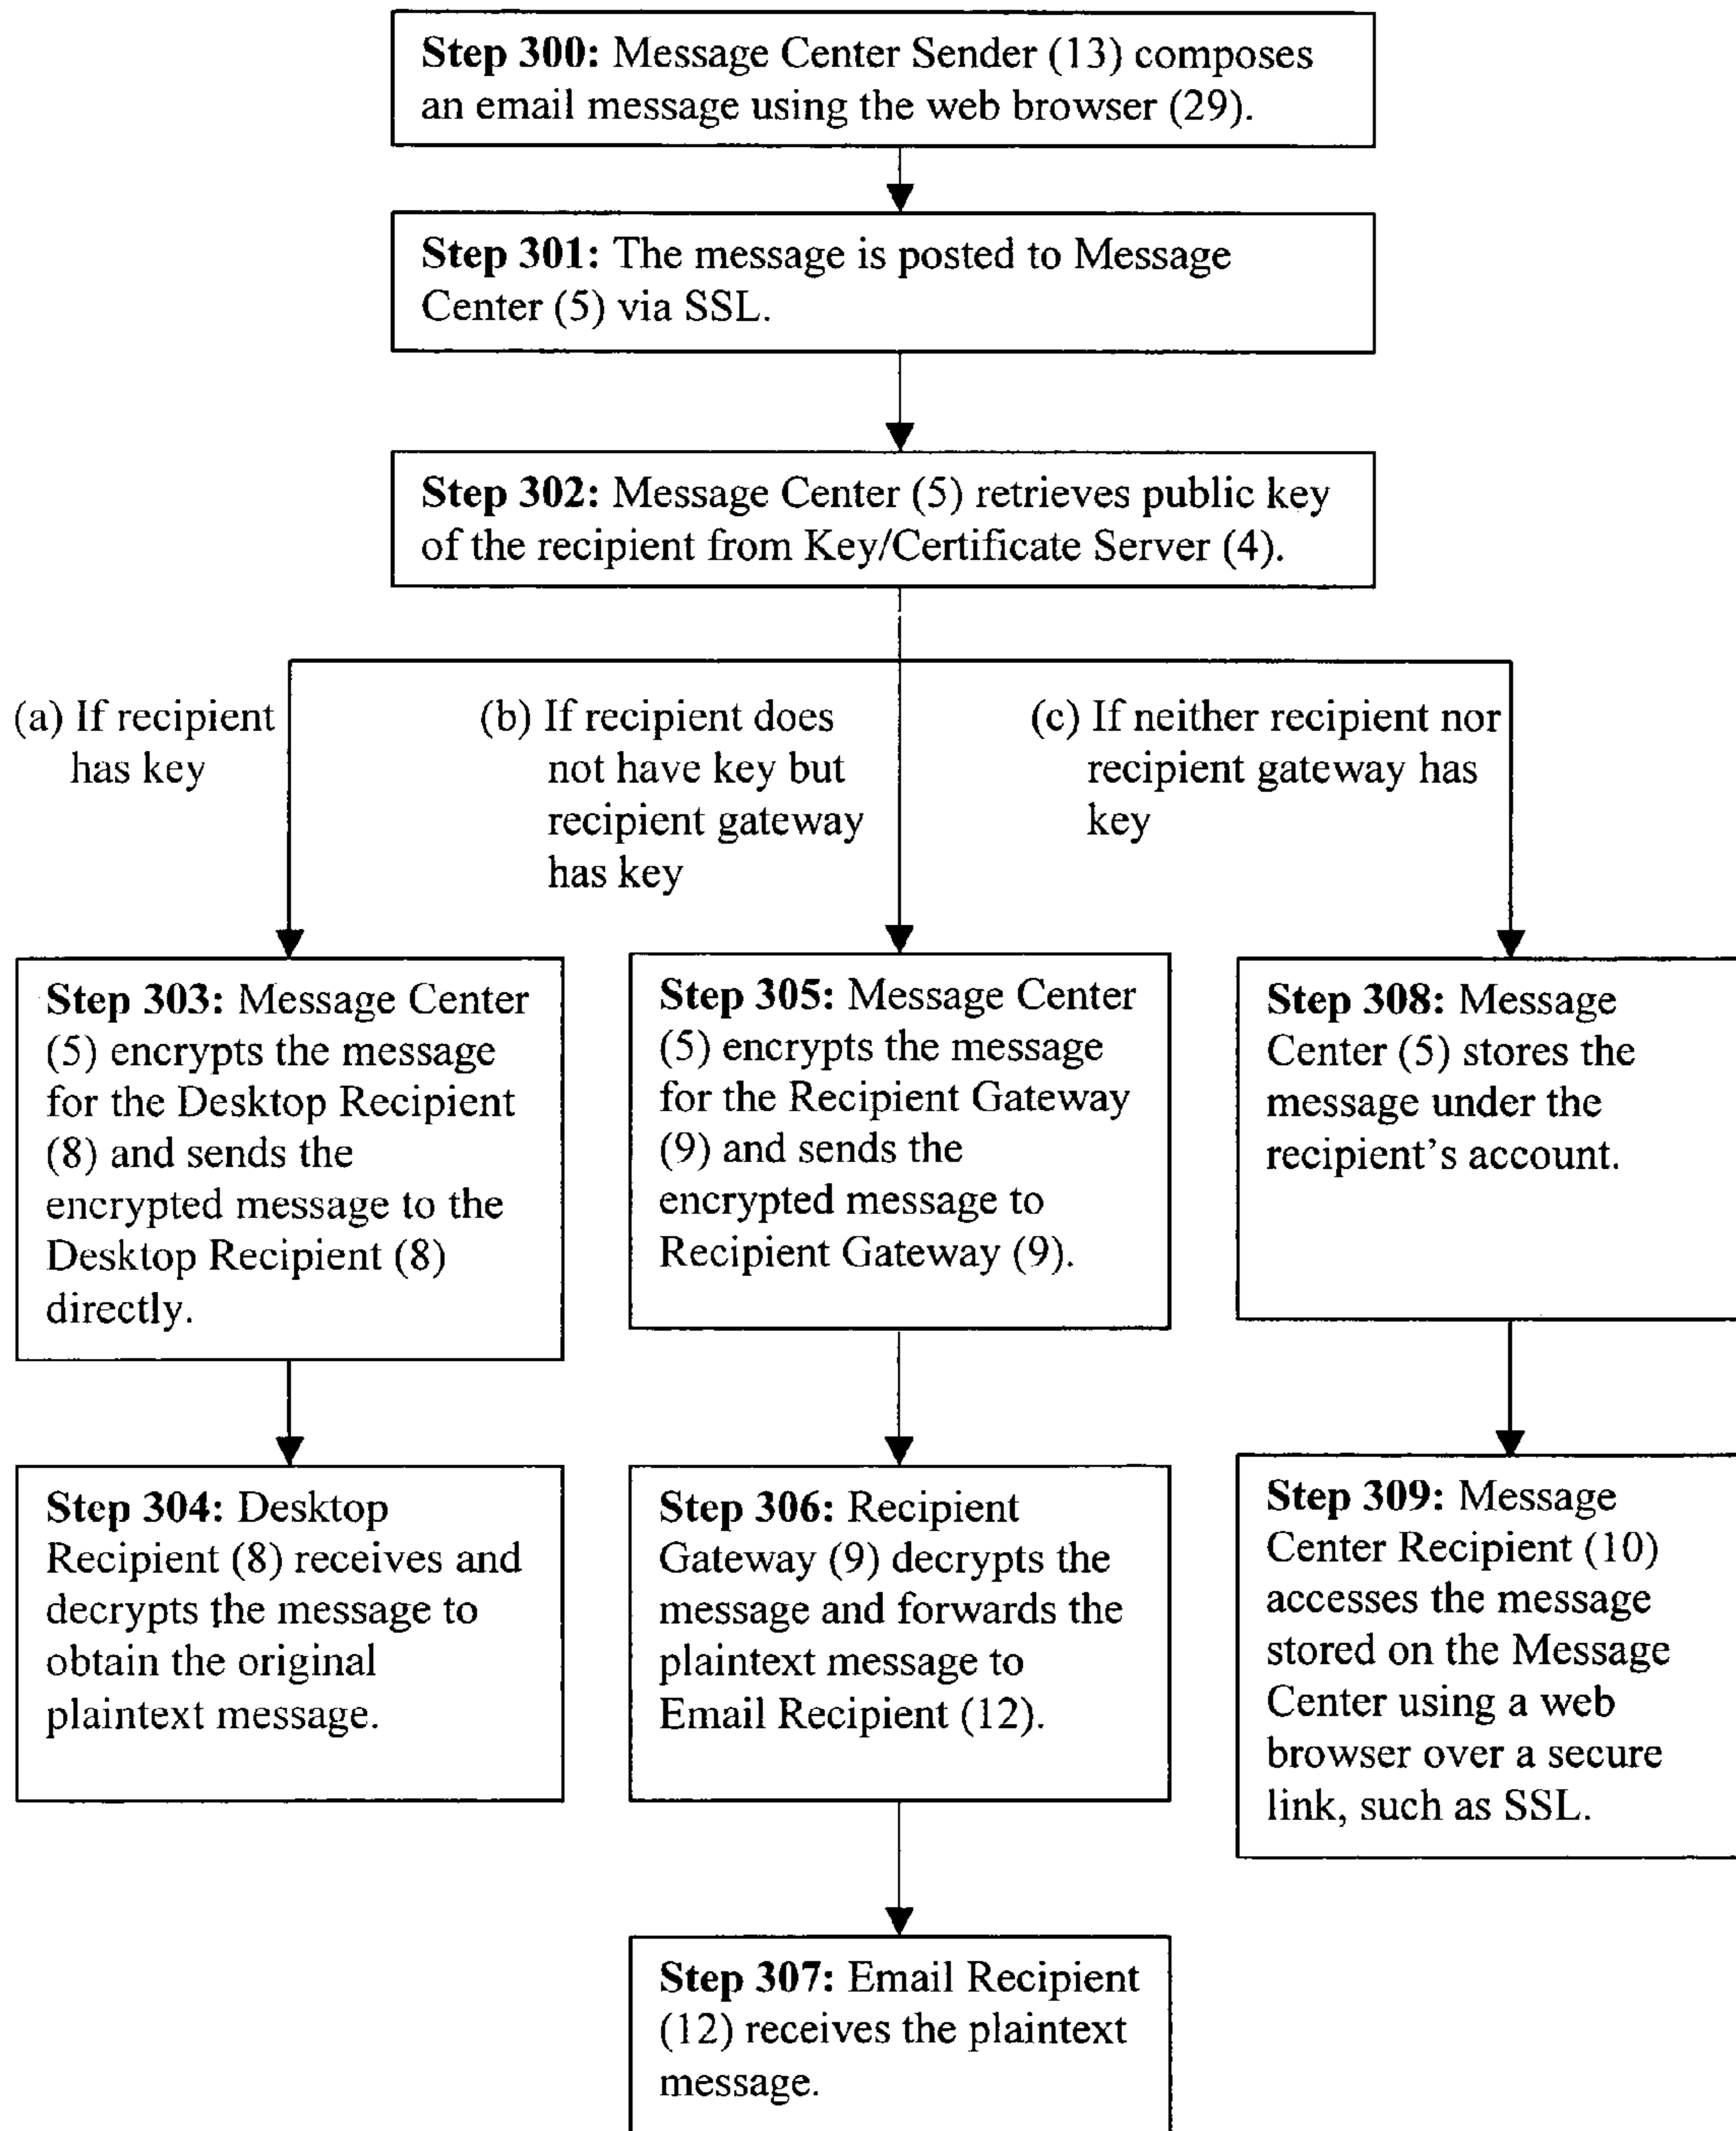 Step 300: Message Center Sender (13) composes
an email message using the web browser (29).
Step 301: The message is posted to Message
Center (5) via SSL.
Step 302: Message Center (5) retrieves public key
of the recipient from Key/Certificate Server (4).
(a) If recipient
has key
(b) If recipient does
not have key but
recipient gateway
has key
(c) If neither recipient nor
recipient gateway has
key
Step 303: Message Center
(5) encrypts the message
for the Desktop Recipient
(8) and sends the
encrypted message to the
Desktop Recipient (8)
directly.
Step 305: Message Center
(5) encrypts the message
for the Recipient Gateway
(9) and sends the
encrypted message to
Recipient Gateway (9).
Step 308: Message
Center (5) stores the
message under the
recipient's account.
Step 304: Desktop
Recipient (8) receives and
decrypts the message to
obtain the original
plaintext message.
Step 306: Recipient
Gateway (9) decrypts the
message and forwards the
plaintext message to
Email Recipient (12).
Step 309: Message
Center Recipient (10)
accesses the message
stored on the Message
Center using a web
browser over a secure
link, such as SSL.
Step 307: Email Recipient
(12) receives the plaintext
message.